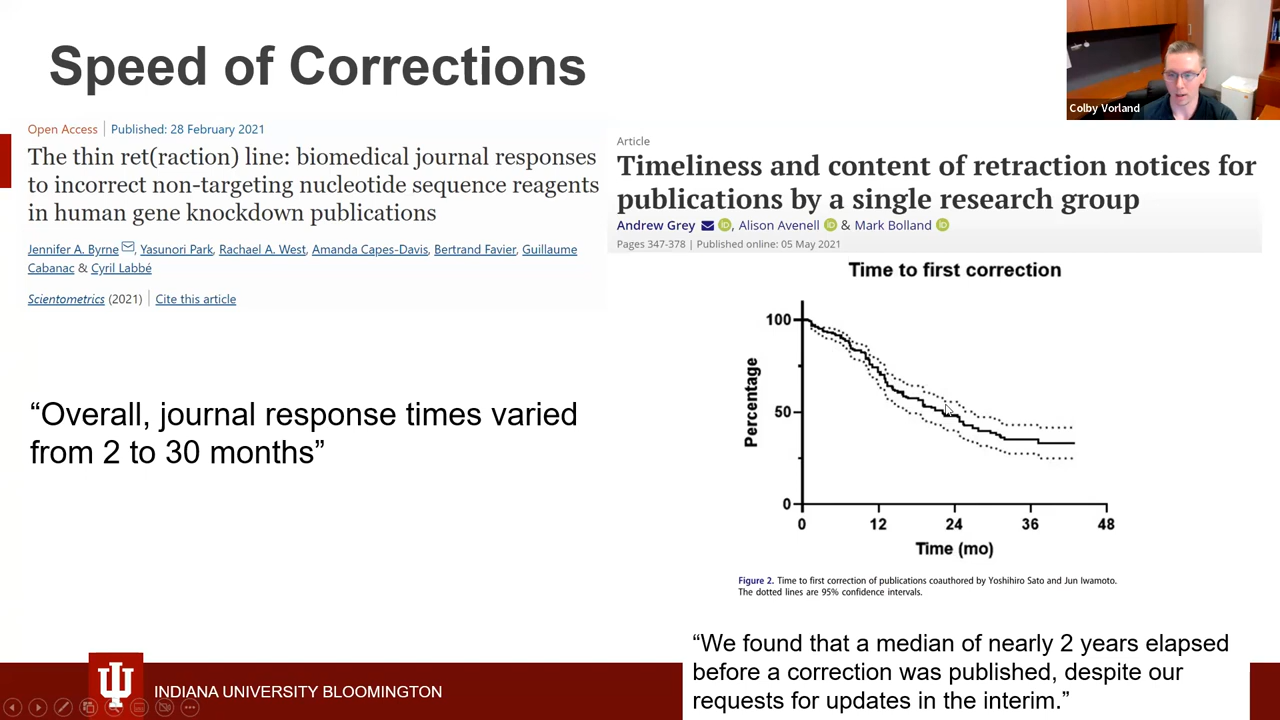 Speed of Corrections
Colby Vorland
Open Access | Published: 28 February 2021
The thin ret(raction) line: biomedical journal responses
to incorrect non-targeting nucleotide sequence reagents
in human gene knockdown publications
Jennifer A. Byrne, Yasunori Park, Rachael A. West, Amanda Capes-Davis, Bertrand Favier, Guillaume
Cabanac & Cyril Labbé
Scientometrics (2021) | Cite this article
“Overall, journal response times varied
from 2 to 30 months”
Article
Timeliness and content of retraction notices for
publications by a single research group
Andrew Grey, Alison Avenell & Mark Bolland
Pages 347-378 | Published online: 05 May 2021
Time to first correction
Percentage
100
50
0
0 12 24 36 48
Time (mo)
Figure 2. Time to first correction of publications coauthored by Yoshihiro Sato and Jun Iwamoto.
The dotted lines are 95% confidence intervals.
“We found that a median of nearly 2 years elapsed
before a correction was published, despite our
requests for updates in the interim.”
INDIANA UNIVERSITY BLOOMINGTON